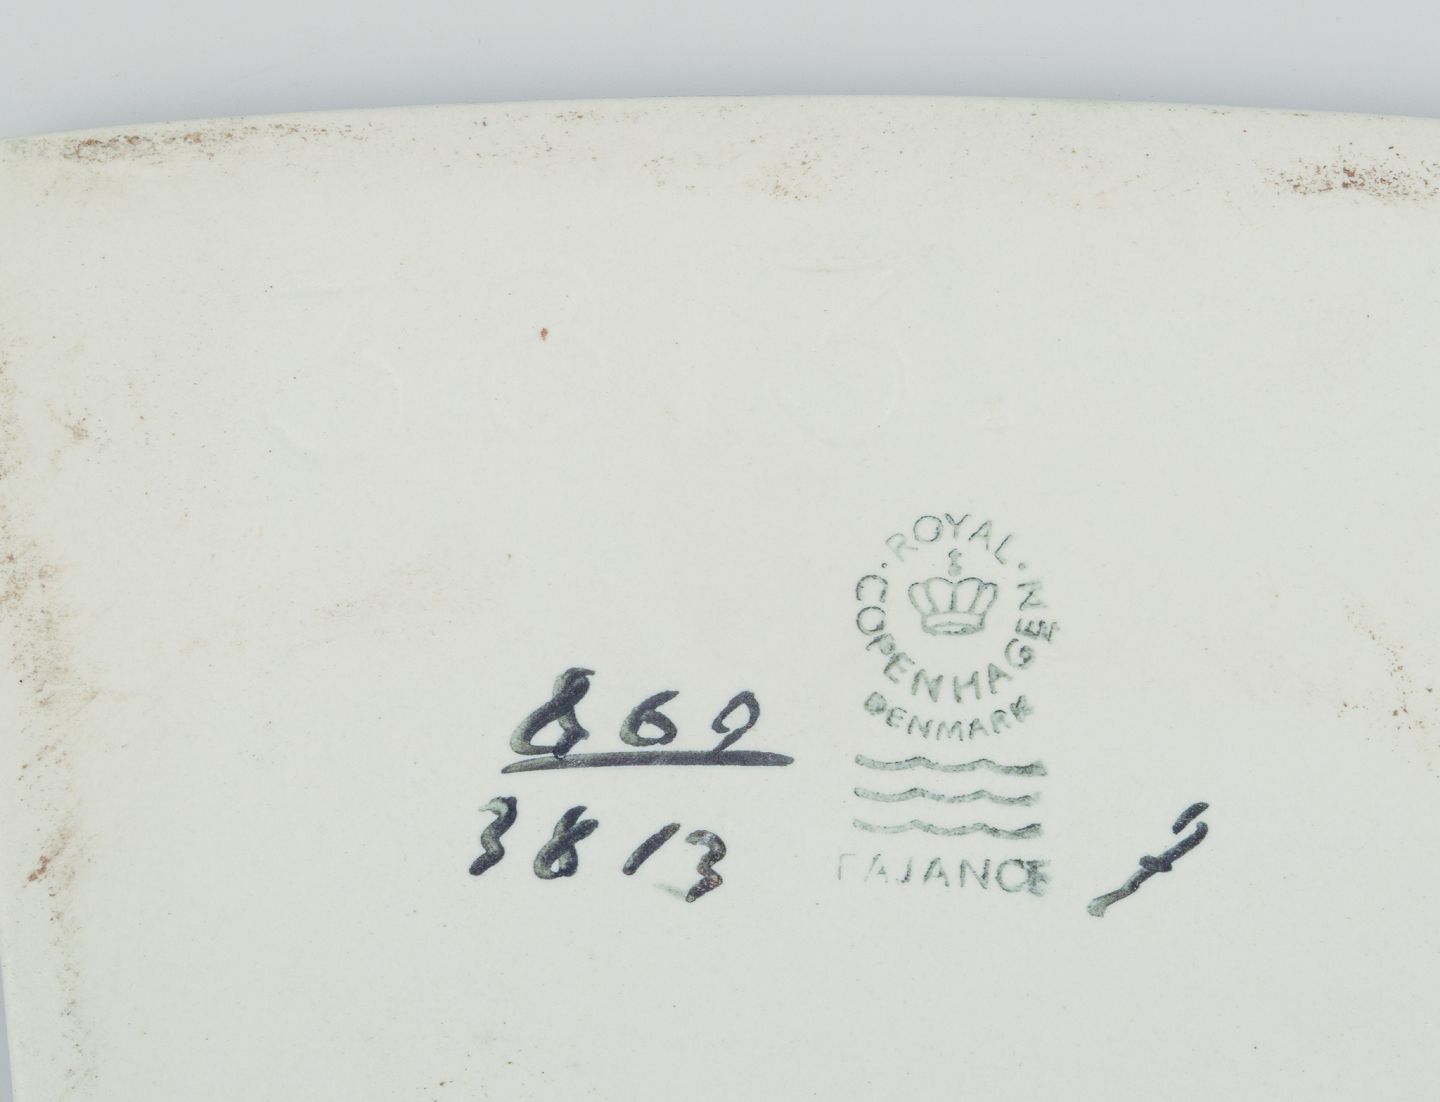 ROYAL
COPENHAGEN
DENMARK
869
3813
FAJANCE